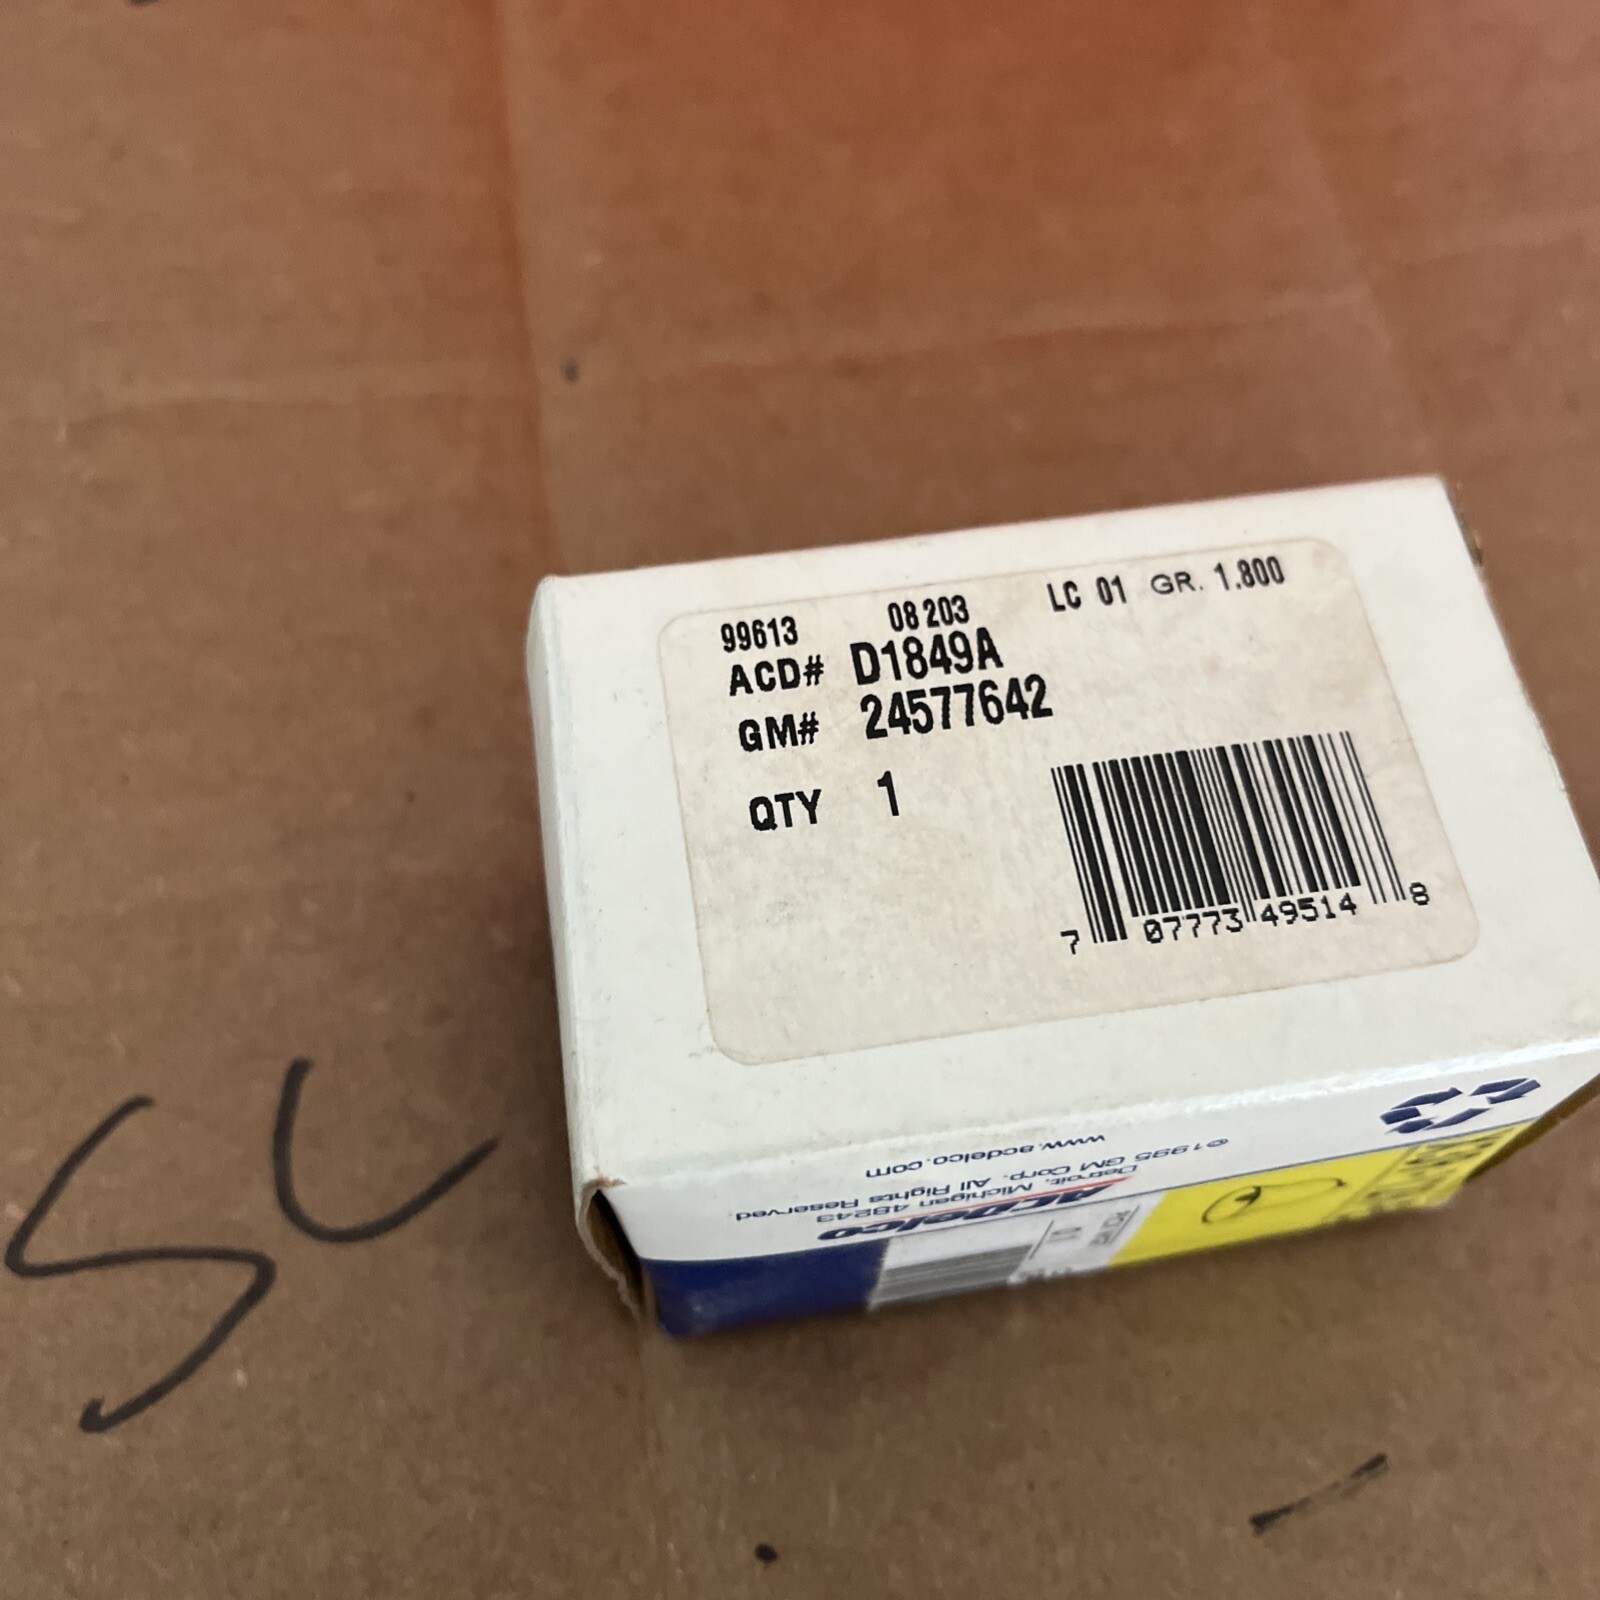 99613 08 203 LC 01 GR. 1.800
ACD# D1849A
GM# 24577642
QTY 1
7 07773 49514 8
www.acdelco.com
©1995 GM Corp. All Rights Reserved
Detroit, Michigan 48243
ACDelco